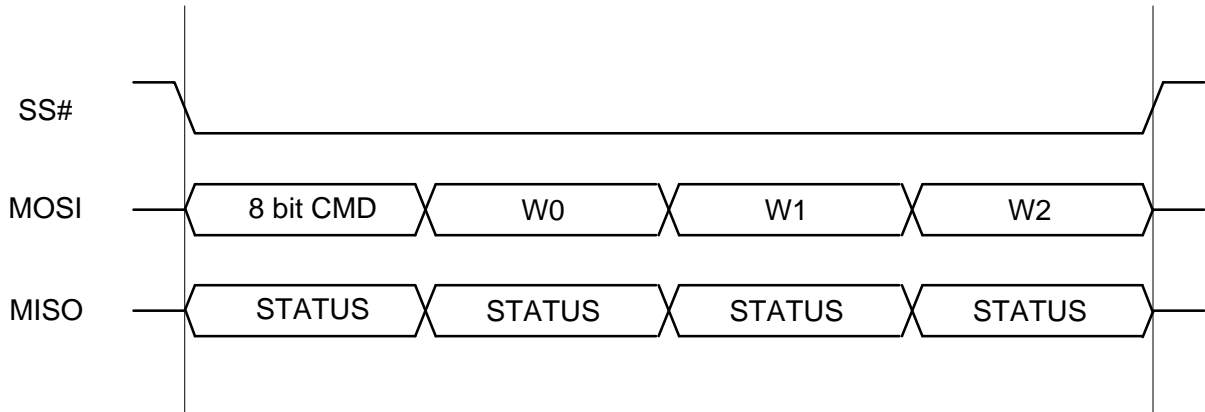 SS#
MOSI 8 bit CMD W0 W1 W2
MISO STATUS STATUS STATUS STATUS